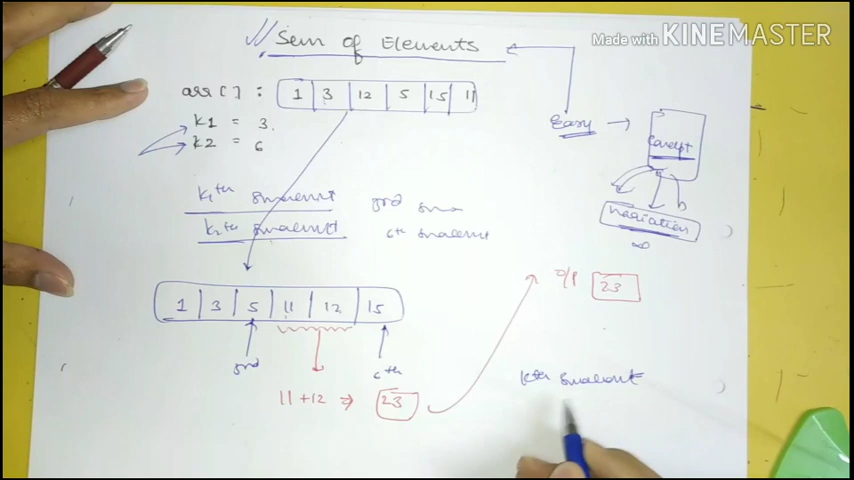 Made with KINEMASTER
Sum of Elements
arr[] : 1 3 12 5 15 11
k1 = 3
k2 = 6
Easy →
Concept
Variation
∞
k1th smallest 3rd
k2th smallest 6th smallest
1 3 5 11 12 15
3rd 6th
11 + 12 ⇒ 23
O/P 23
kth smallest